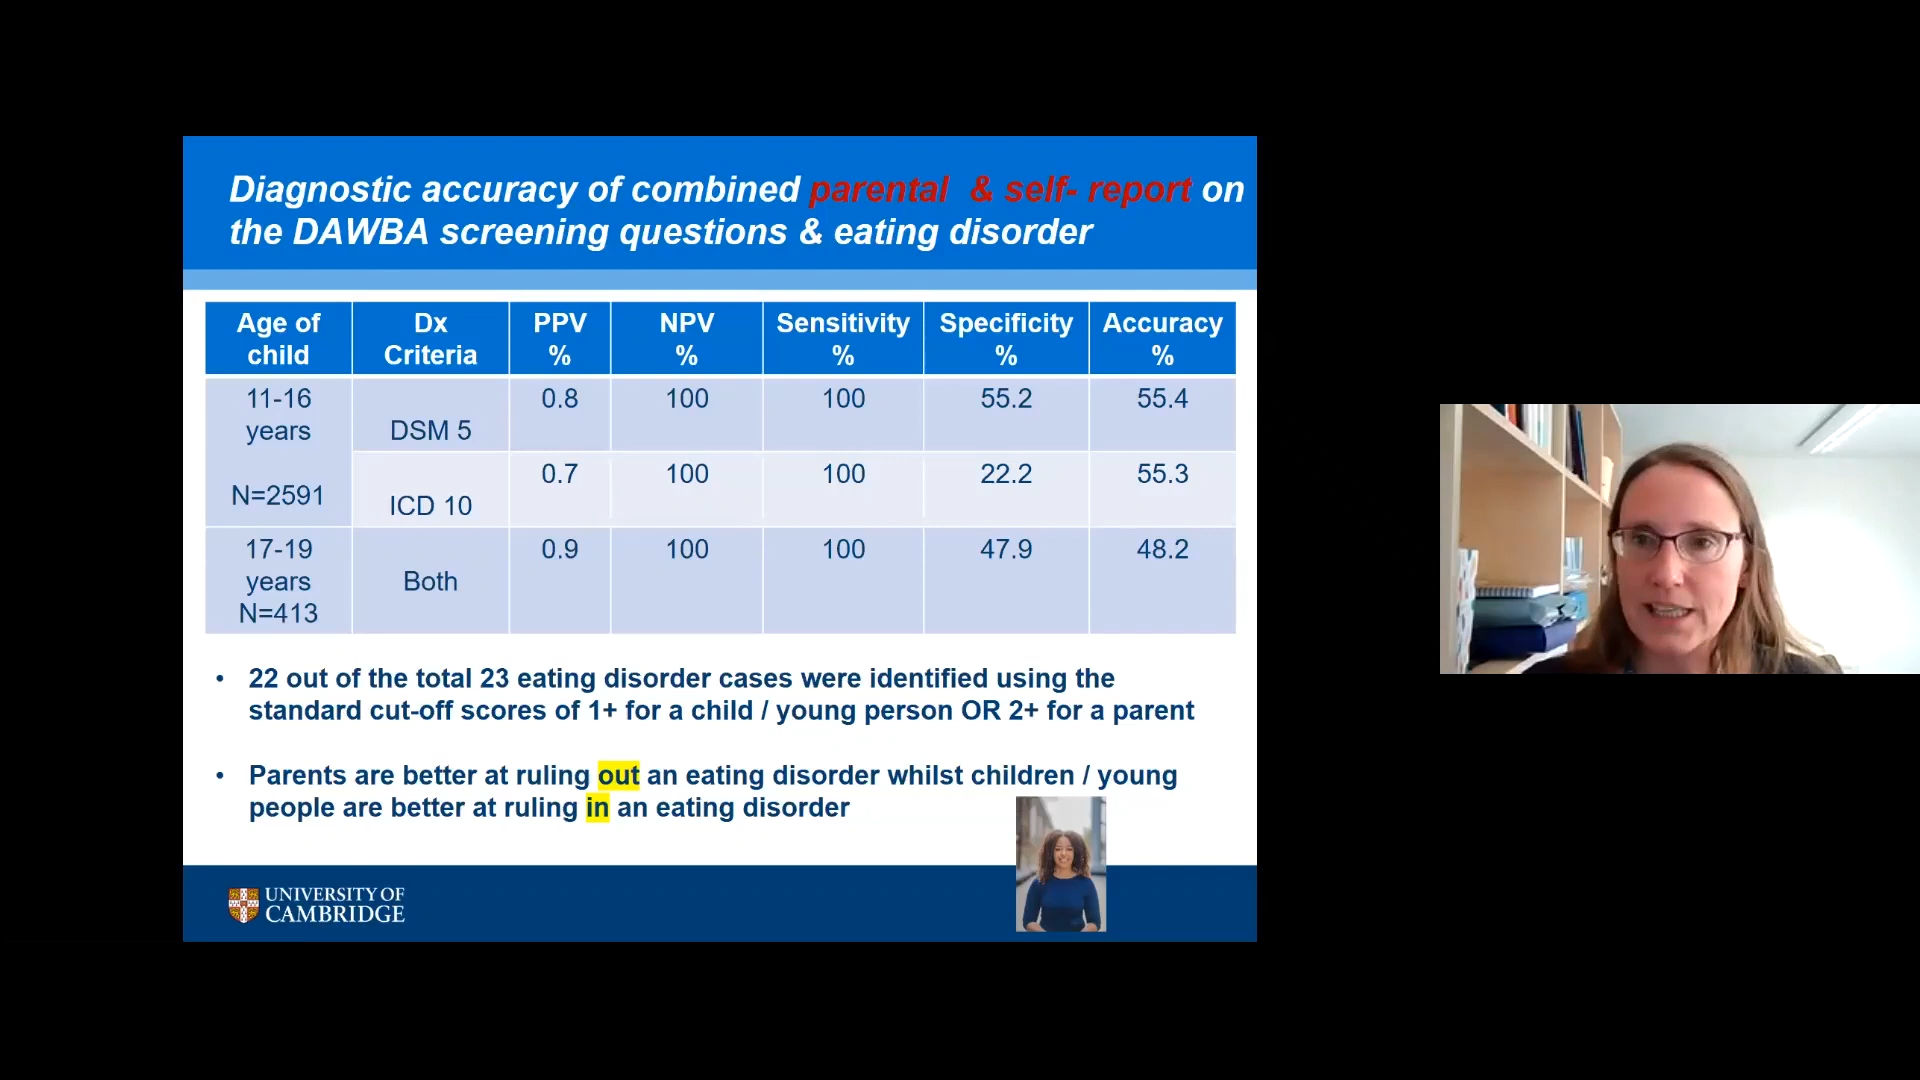 Diagnostic accuracy of combined parental & self- report on
the DAWBA screening questions & eating disorder
Age of child Dx Criteria PPV % NPV % Sensitivity % Specificity % Accuracy %
11-16 years N=2591 DSM 5 0.8 100 100 55.2 55.4
ICD 10 0.7 100 100 22.2 55.3
17-19 years N=413 Both 0.9 100 100 47.9 48.2
• 22 out of the total 23 eating disorder cases were identified using the
standard cut-off scores of 1+ for a child / young person OR 2+ for a parent
• Parents are better at ruling out an eating disorder whilst children / young
people are better at ruling in an eating disorder
UNIVERSITY OF
CAMBRIDGE